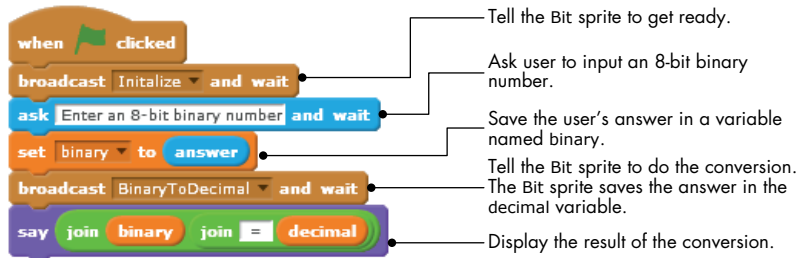 when clicked
broadcast Initalize and wait
ask Enter an 8-bit binary number and wait
set binary to answer
broadcast BinaryToDecimal and wait
say join binary join = decimal
Tell the Bit sprite to get ready.
Ask user to input an 8-bit binary
number.
Save the user's answer in a variable
named binary.
Tell the Bit sprite to do the conversion.
The Bit sprite saves the answer in the
decimal variable.
Display the result of the conversion.